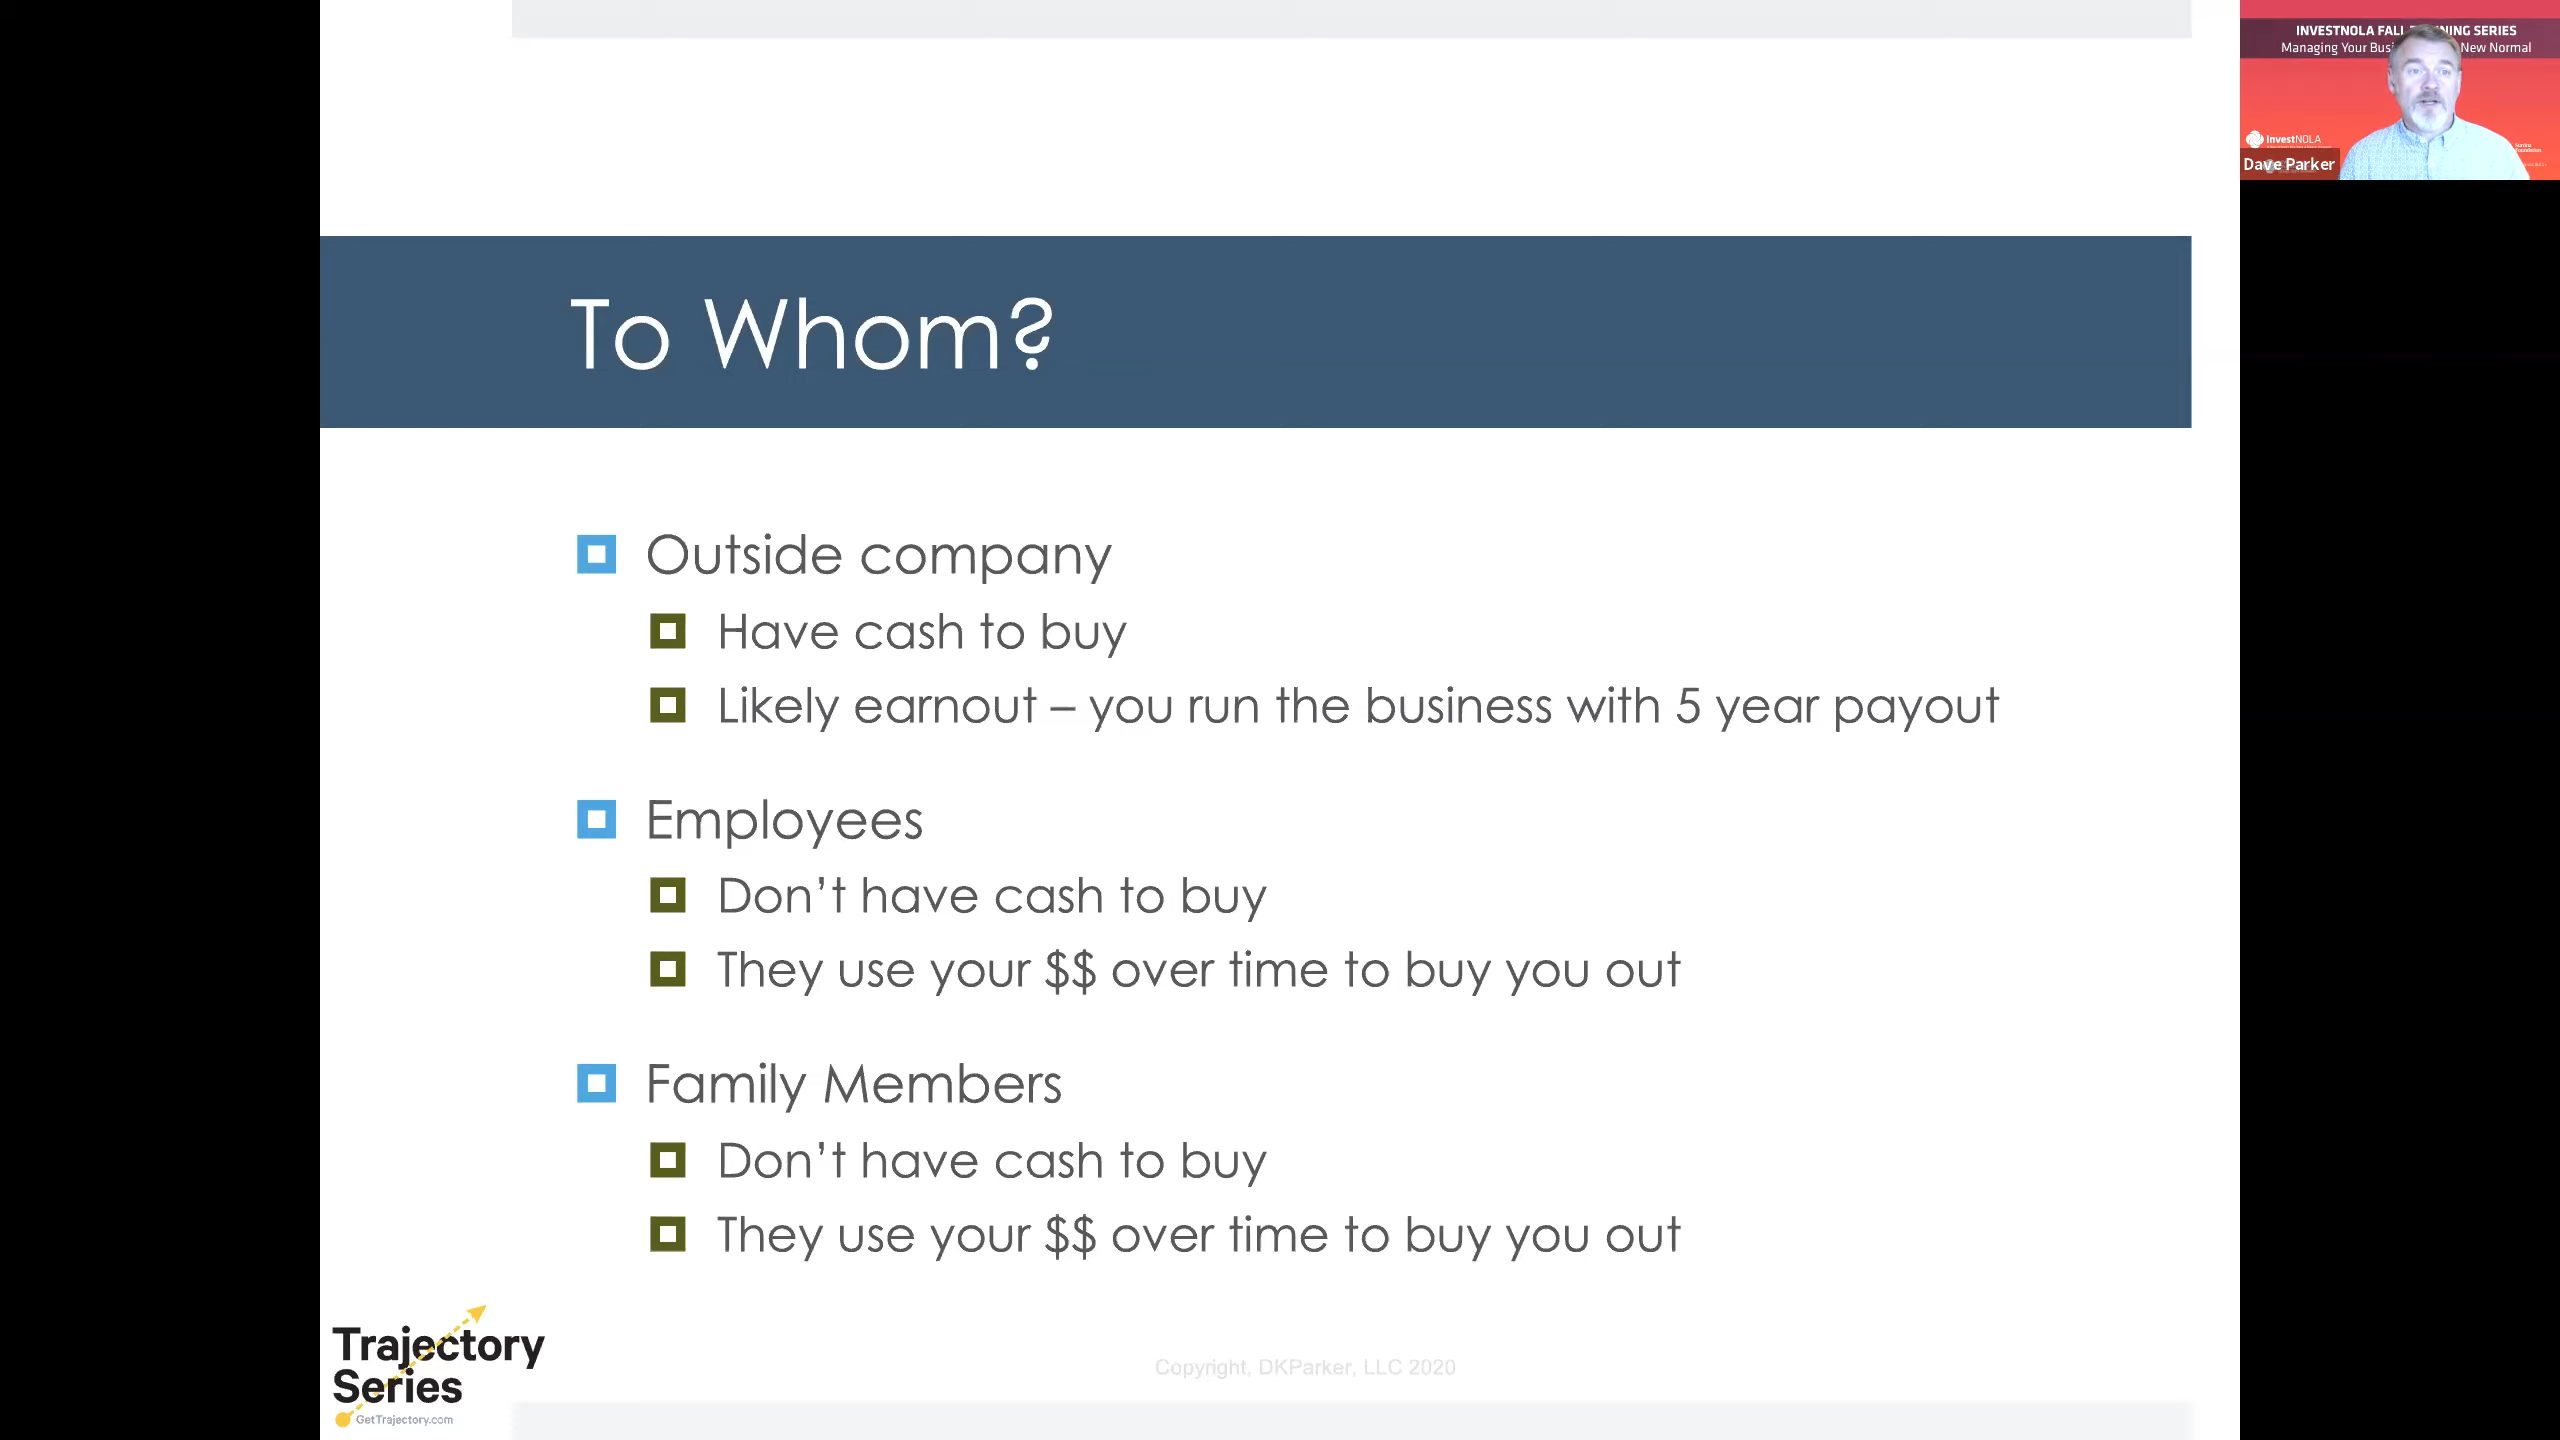 To Whom?
Outside company
Have cash to buy
Likely earnout – you run the business with 5 year payout
Employees
Don’t have cash to buy
They use your $$ over time to buy you out
Family Members
Don’t have cash to buy
They use your $$ over time to buy you out
Trajectory
Series
GetTrajectory.com
Copyright, DKParker, LLC 2020
INVESTNOLA FALL NING SERIES
Managing Your Busi New Normal
InvestNOLA
Dave Parker